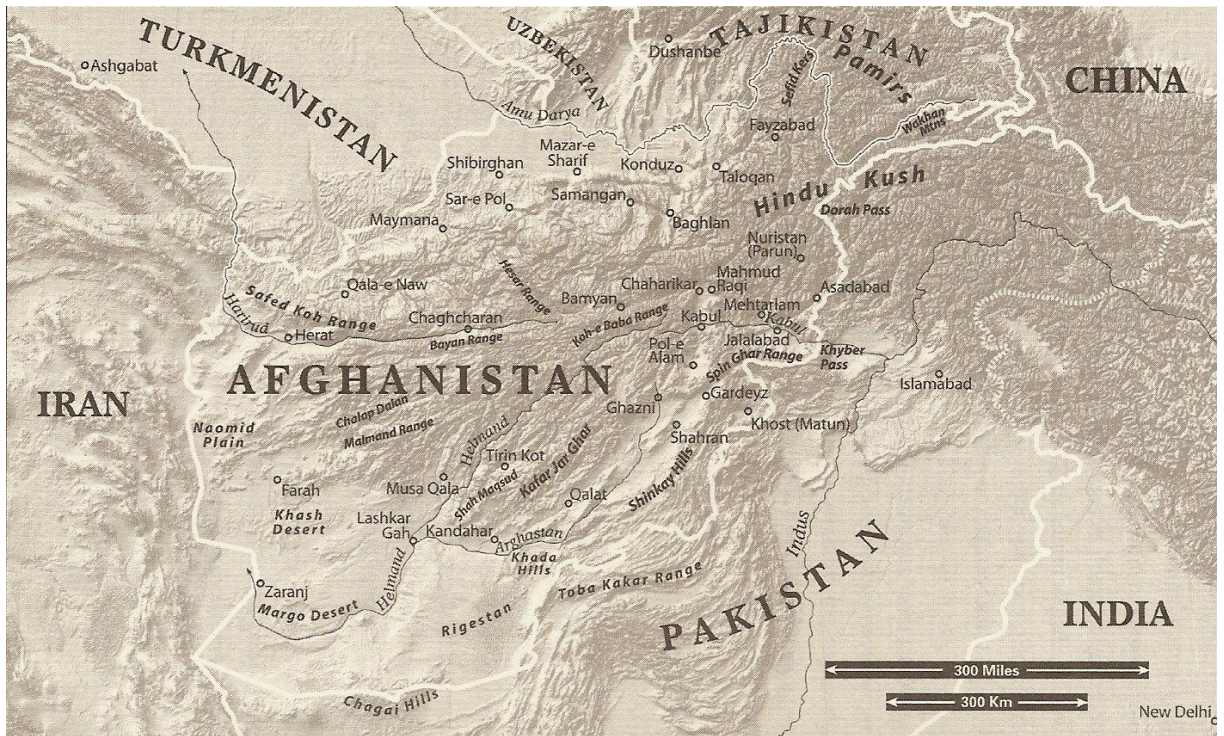 TURKMENISTAN
UZBEKISTAN
TAJIKISTAN
CHINA
Ashgabat
Dushanbe
Pamirs
Sefid Kers
Wakhan
Mtns
Amu Darya
Fayzabad
Mazar-e
Sharif
Shibirghan
Konduz
Taloqan
Sar-e Pol
Samangan
Hindu Kush
Baghlan
Dorah Pass
Maymana
Nuristan
(Parun)
Qala-e Naw
Hesar Range
Chaharikar
Mahmud
Raqi
Asadabad
Bamyan
Mehtarlam
Safed Koh Range
Harirud
Herat
Chaghcharan
Bayan Range
Koh-e Baba Range
Kabul
Kabul
Jalalabad
Pol-e
Alam
Spin Ghar Range
Khyber
Pass
AFGHANISTAN
Islamabad
IRAN
Gardeyz
Ghazni
Khost (Matun)
Chalap Dalan
Naomid
Plain
Malmand Range
Helmand
Shahran
Tirin Kot
Kafar Jar Ghar
Farah
Musa Qala
Shah Maqsud
Qalat
Shinkay Hills
Khash
Desert
Lashkar
Gah
Kandahar
Arghastan
Khada
Hills
Indus
Zaranj
Toba Kakar Range
Margo Desert
Helmand
Rigestan
PAKISTAN
INDIA
Chagai Hills
300 Miles
300 Km
New Delhi